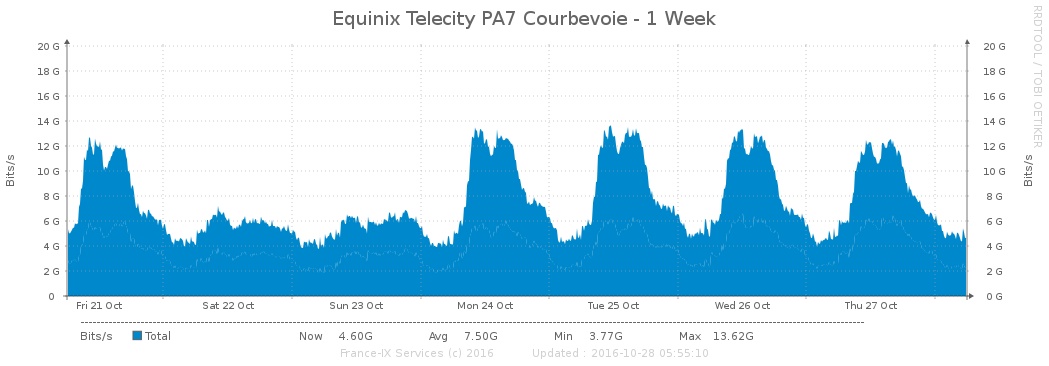 Equinix Telecity PA7 Courbevoie - 1 Week
RRDTOOL / TOBI OETIKER
20 G 20 G
18 G 18 G
16 G 16 G
14 G 14 G
12 G 12 G
10 G 10 G
8 G 8 G
6 G 6 G
4 G 4 G
2 G 2 G
0 0 G
Bits/s
Bits/s
Fri 21 Oct Sat 22 Oct Sun 23 Oct Mon 24 Oct Tue 25 Oct Wed 26 Oct Thu 27 Oct
Bits/s Total Now 4.60G Avg 7.50G Min 3.77G Max 13.62G
France-IX Services (c) 2016 Updated : 2016-10-28 05:55:10